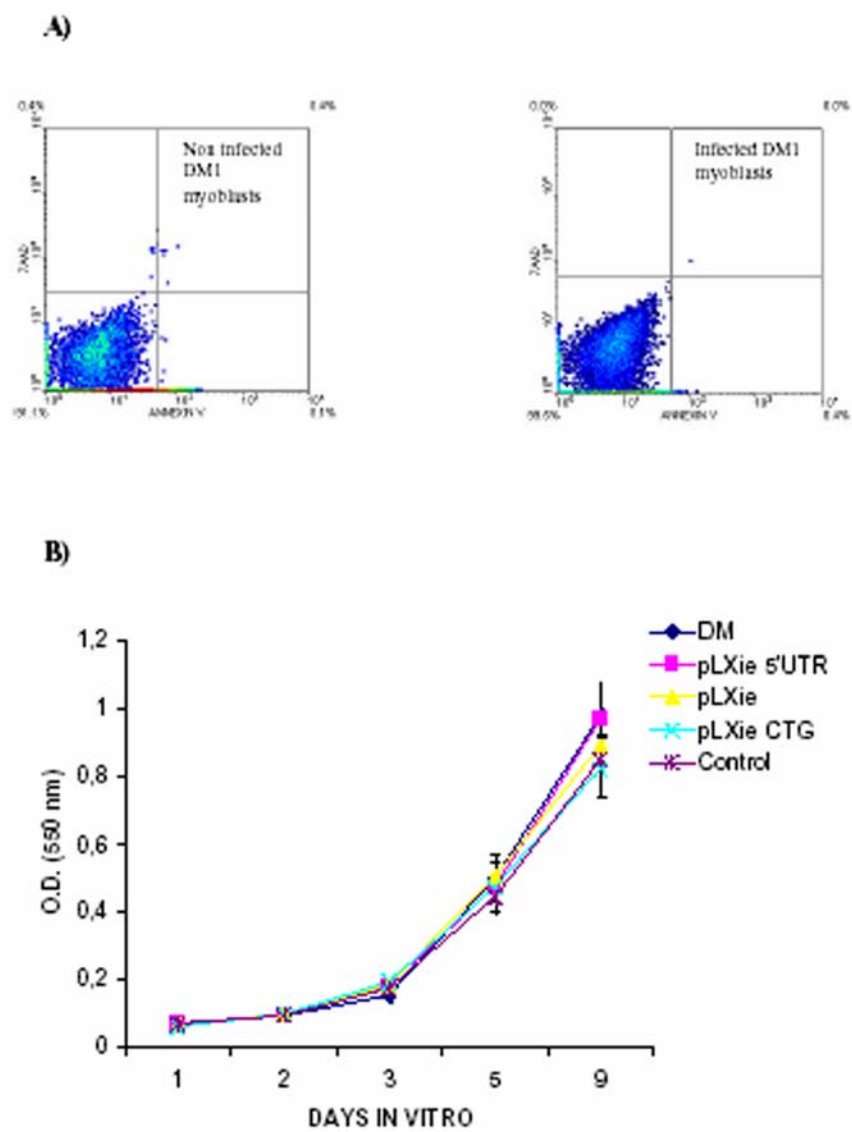 A)
Non infected
DM1
myoblasts
7AAD
ANNEXIN V
Infected DM1
myoblasts
7AAD
ANNEXIN V
B)
1,2
1
0,8
0,6
0,4
0,2
0
O.D. (550 nm)
1 2 3 5 9
DAYS IN VITRO
DM
pLXie 5'UTR
pLXie
pLXie CTG
Control